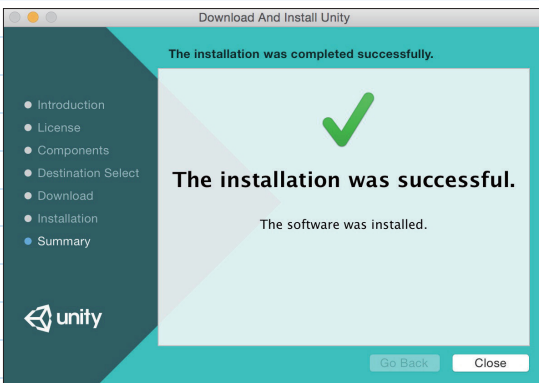 Download And Install Unity
The installation was completed successfully.
Introduction
License
Components
Destination Select
Download
Installation
Summary
The installation was successful.
The software was installed.
unity
Go Back
Close